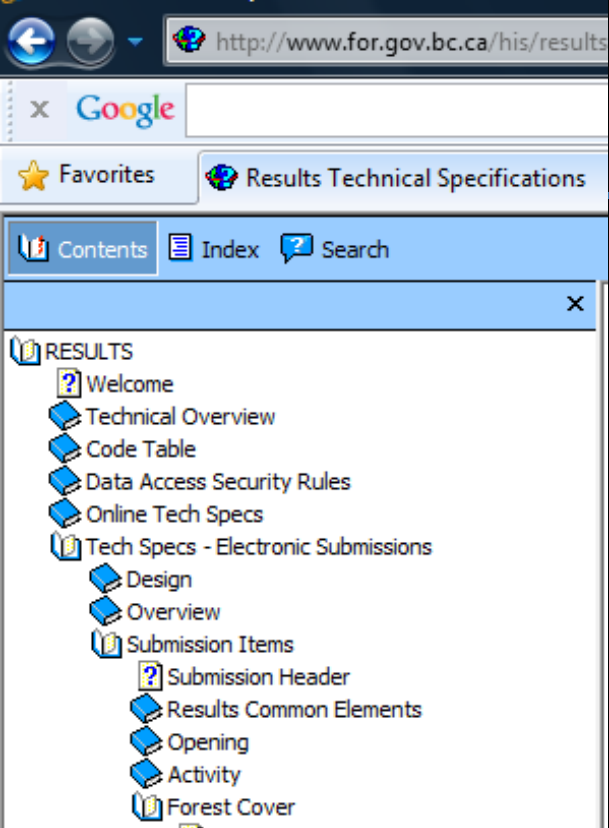 http://www.for.gov.bc.ca/his/results
x Google
Favorites Results Technical Specifications
Contents Index Search
RESULTS
Welcome
Technical Overview
Code Table
Data Access Security Rules
Online Tech Specs
Tech Specs - Electronic Submissions
Design
Overview
Submission Items
Submission Header
Results Common Elements
Opening
Activity
Forest Cover